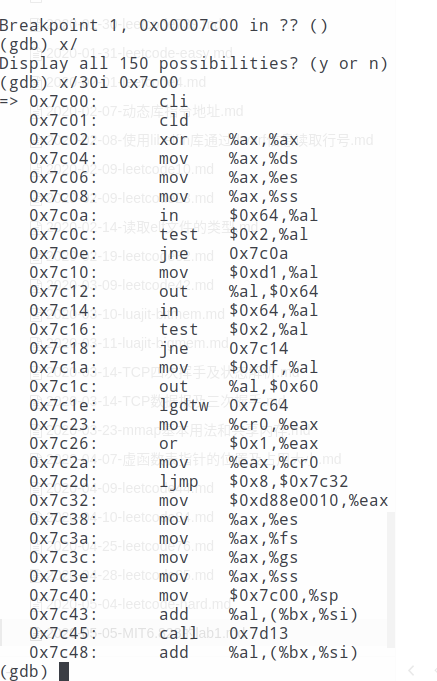 Breakpoint 1, 0x00007c00 in ?? ()
(gdb) x/
Display all 150 possibilities? (y or n)
(gdb) x/30i 0x7c00
=> 0x7c00: cli
0x7c01: cld
0x7c02: xor %ax,%ax
0x7c04: mov %ax,%ds
0x7c06: mov %ax,%es
0x7c08: mov %ax,%ss
0x7c0a: in $0x64,%al
0x7c0c: test $0x2,%al
0x7c0e: jne 0x7c0a
0x7c10: mov $0xd1,%al
0x7c12: out %al,$0x64
0x7c14: in $0x64,%al
0x7c16: test $0x2,%al
0x7c18: jne 0x7c14
0x7c1a: mov $0xdf,%al
0x7c1c: out %al,$0x60
0x7c1e: lgdtw 0x7c64
0x7c23: mov %cr0,%eax
0x7c26: or $0x1,%eax
0x7c2a: mov %eax,%cr0
0x7c2d: ljmp $0x8,$0x7c32
0x7c32: mov $0xd88e0010,%eax
0x7c38: mov %ax,%es
0x7c3a: mov %ax,%fs
0x7c3c: mov %ax,%gs
0x7c3e: mov %ax,%ss
0x7c40: mov $0x7c00,%sp
0x7c43: add %al,(%bx,%si)
0x7c45: call 0x7d13
0x7c48: add %al,(%bx,%si)
(gdb)